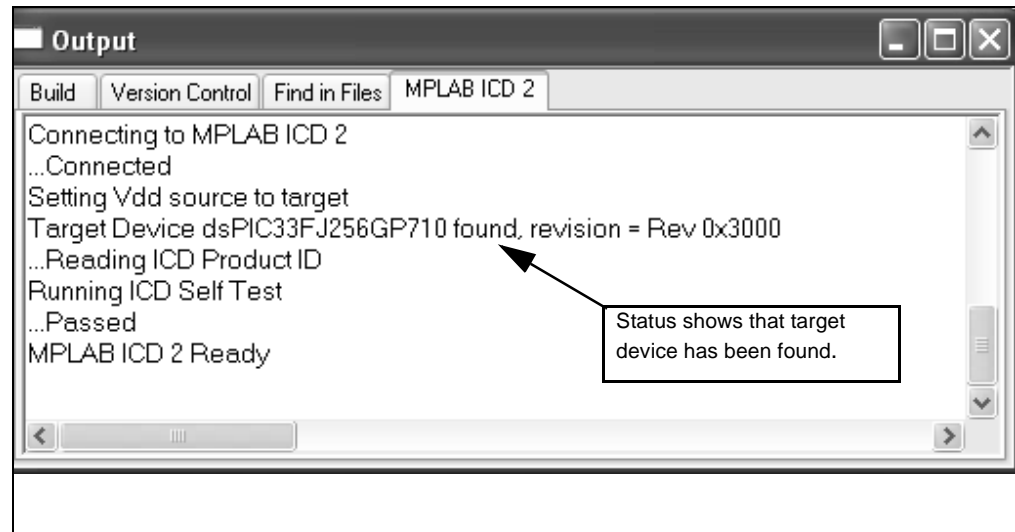 Output
Build Version Control Find in Files MPLAB ICD 2
Connecting to MPLAB ICD 2
...Connected
Setting Vdd source to target
Target Device dsPIC33FJ256GP710 found, revision = Rev 0x3000
...Reading ICD Product ID
Running ICD Self Test
...Passed
MPLAB ICD 2 Ready
Status shows that target
device has been found.